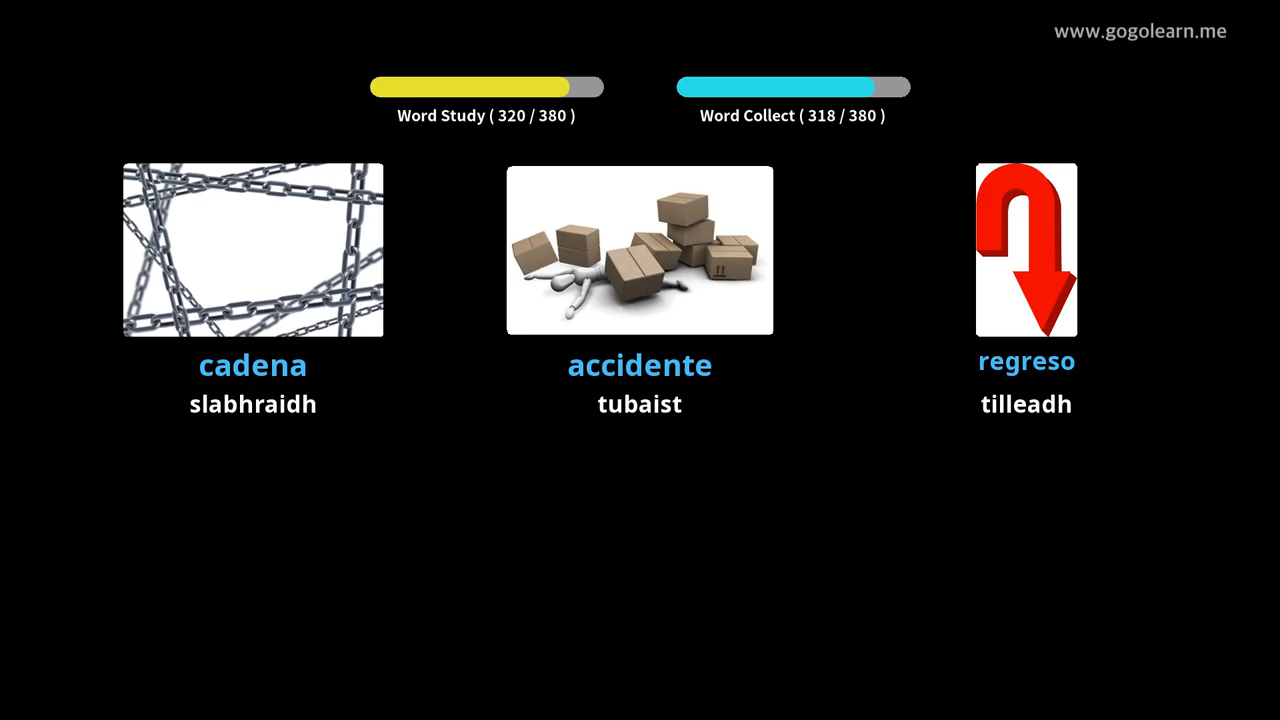 www.gogolearn.me
Word Study ( 320 / 380 )
Word Collect ( 318 / 380 )
cadena
slabhraidh
accidente
tubaist
regreso
tilleadh